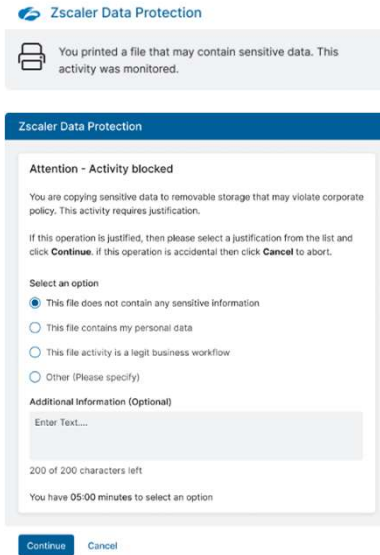 Zscaler Data Protection
You printed a file that may contain sensitive data. This
activity was monitored.
Zscaler Data Protection
Attention - Activity blocked
You are copying sensitive data to removable storage that may violate corporate
policy. This activity requires justification.
If this operation is justified, then please select a justification from the list and
click Continue. if this operation is accidental then click Cancel to abort.
Select an option
This file does not contain any sensitive information
This file contains my personal data
This file activity is a legit business workflow
Other (Please specify)
Additional Information (Optional)
Enter Text....
200 of 200 characters left
You have 05:00 minutes to select an option
Continue Cancel